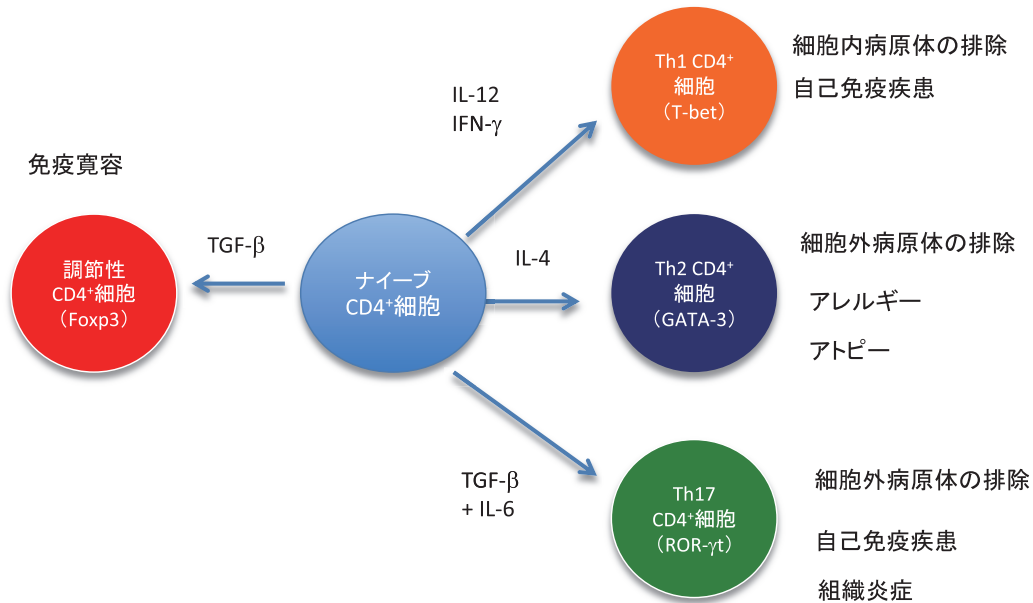 免疫寛容
調節性
CD4⁺細胞
（Foxp3）
TGF-β
ナイーブ
CD4⁺細胞
IL-12
IFN-γ
Th1 CD4⁺
細胞
（T-bet）
細胞内病原体の排除
自己免疫疾患
IL-4
Th2 CD4⁺
細胞
（GATA-3）
細胞外病原体の排除
アレルギー
アトピー
TGF-β
+ IL-6
Th17
CD4⁺細胞
（ROR-γt）
細胞外病原体の排除
自己免疫疾患
組織炎症